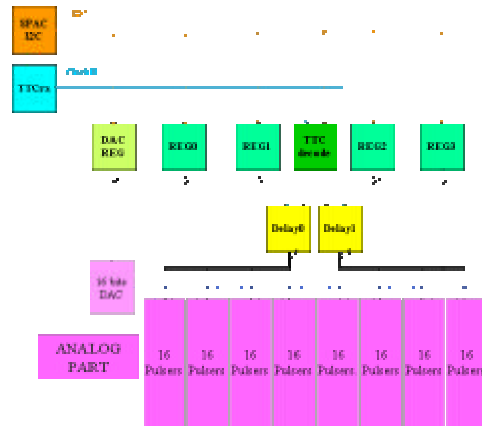 SPAC
I2C
TTCrx
DAC
REG
REG0
REG1
TTC
decode
REG2
REG3
Delay0
Delay1
16 bits
DAC
ANALOG
PART
16
Pulsers
16
Pulsers
16
Pulsers
16
Pulsers
16
Pulsers
16
Pulsers
16
Pulsers
16
Pulsers